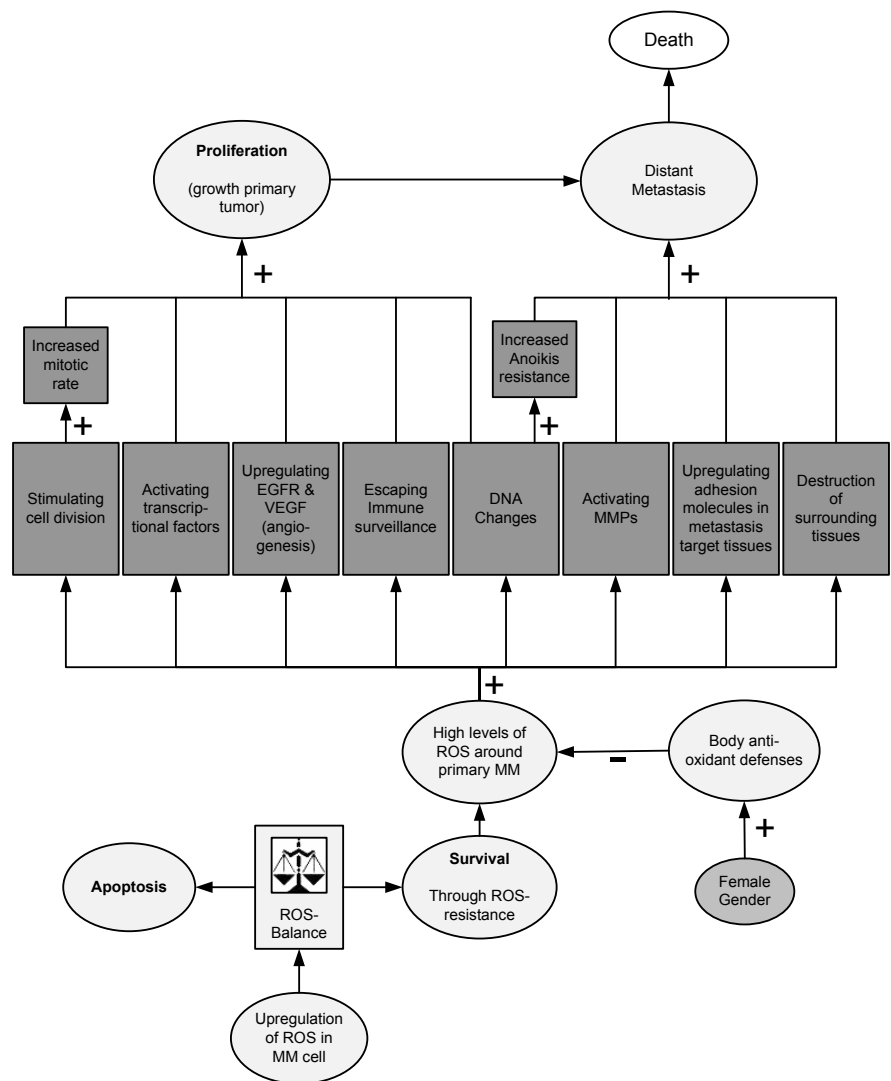 Death
Proliferation
(growth primary
tumor)
Distant
Metastasis
+
+
Increased
mitotic
rate
Increased
Anoikis
resistance
+
+
Stimulating
cell division
Activating
transcrip-
tional factors
Upregulating
EGFR &
VEGF
(angio-
genesis)
Escaping
Immune
surveillance
DNA
Changes
Activating
MMPs
Upregulating
adhesion
molecules in
metastasis
target tissues
Destruction
of
surrounding
tissues
+
High levels of
ROS around
primary MM
-
Body anti-
oxidant defenses
+
Apoptosis
ROS-
Balance
Survival
Through ROS-
resistance
Female
Gender
Upregulation
of ROS in
MM cell